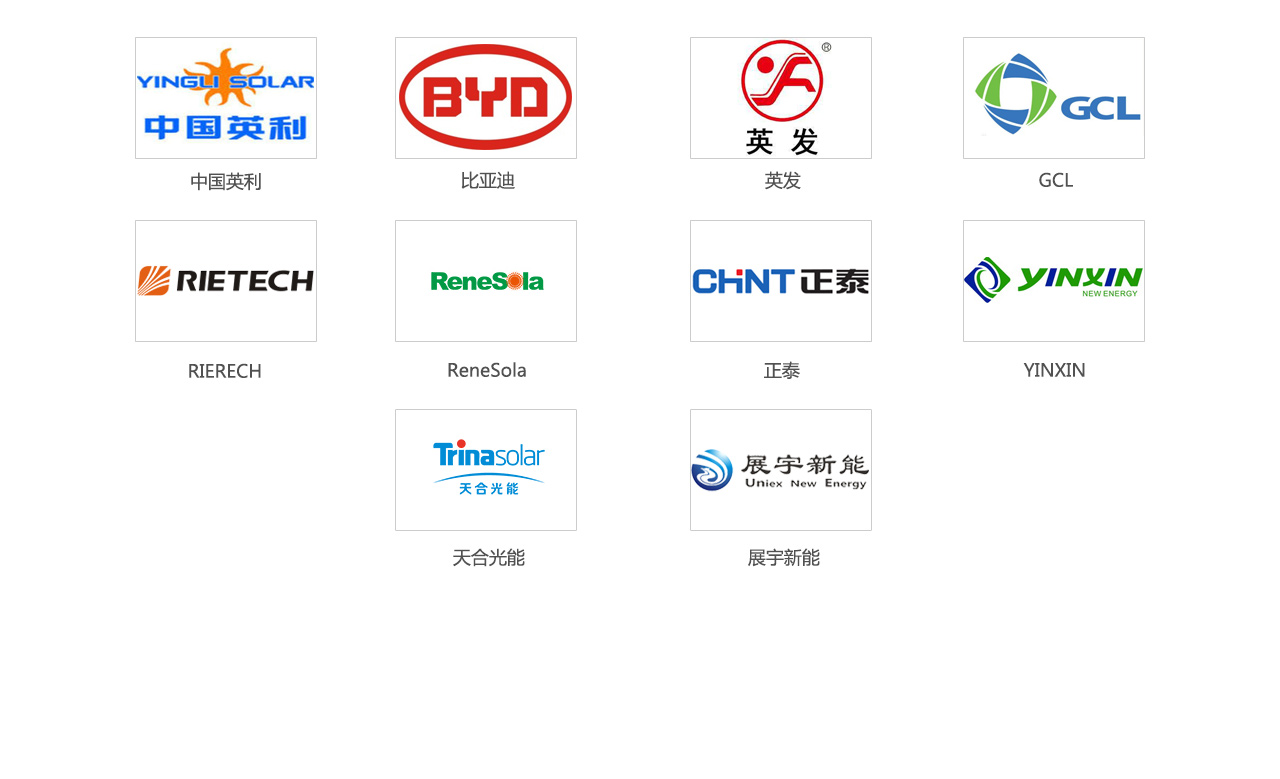 YINGLI SOLAR
中国英利
中国英利
BYD
比亚迪
®
英发
英发
GCL
GCL
RIETECH
RIERECH
ReneSola
ReneSola
CHINT 正泰
正泰
YINXIN
NEW ENERGY
YINXIN
Trinasolar
天合光能
天合光能
展宇新能
Uniex New Energy
展宇新能